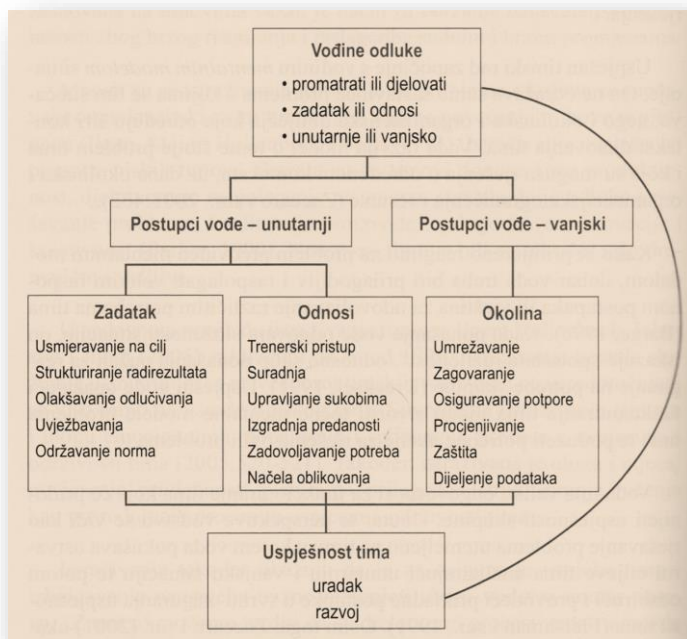 Vođine odluke
• promatrati ili djelovati
• zadatak ili odnosi
• unutarnje ili vanjsko
Postupci vođe – unutarnji
Postupci vođe – vanjski
Zadatak
Usmjeravanje na cilj
Strukturiranje radirezultata
Olakšavanje odlučivanja
Uvježbavanja
Održavanje norma
Odnosi
Trenerski pristup
Suradnja
Upravljanje sukobima
Izgradnja predanosti
Zadovoljavanje potreba
Načela oblikovanja
Okolina
Umrežavanje
Zagovaranje
Osiguravanje potpore
Procjenjivanje
Zaštita
Dijeljenje podataka
Uspješnost tima
uradak
razvoj